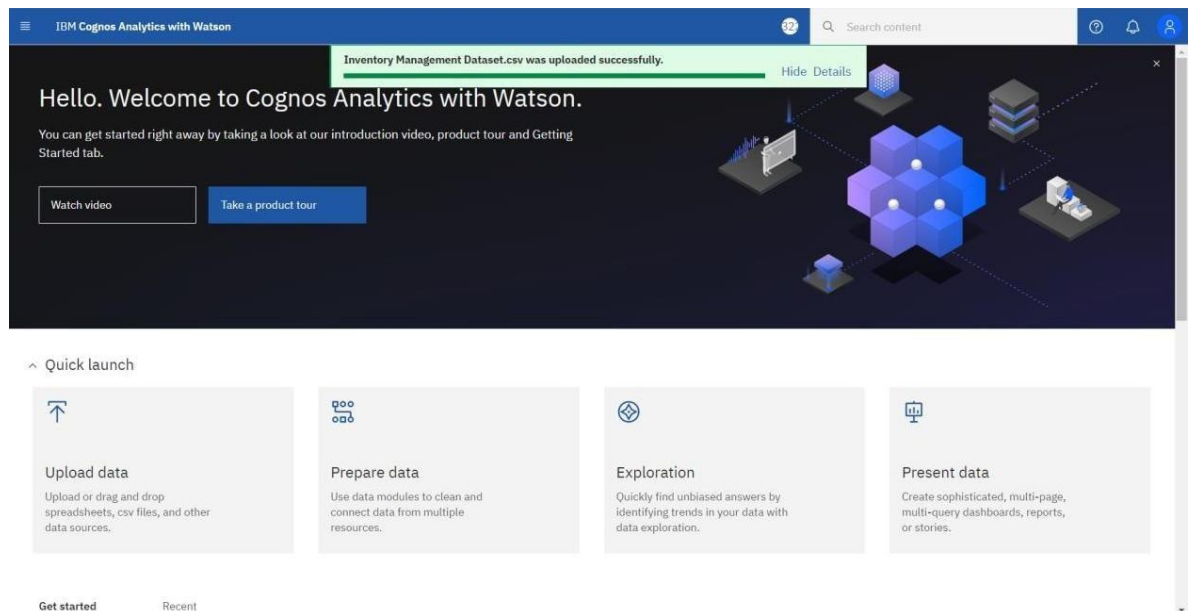 IBM Cognos Analytics with Watson
Search content
Inventory Management Dataset.csv was uploaded successfully.
Hide Details
Hello. Welcome to Cognos Analytics with Watson.
You can get started right away by taking a look at our introduction video, product tour and Getting
Started tab.
Watch video
Take a product tour
Quick launch
Upload data
Upload or drag and drop
spreadsheets, csv files, and other
data sources.
Prepare data
Use data modules to clean and
connect data from multiple
resources.
Exploration
Quickly find unbiased answers by
identifying trends in your data with
data exploration.
Present data
Create sophisticated, multi-page,
multi-query dashboards, reports,
or stories.
Get started
Recent